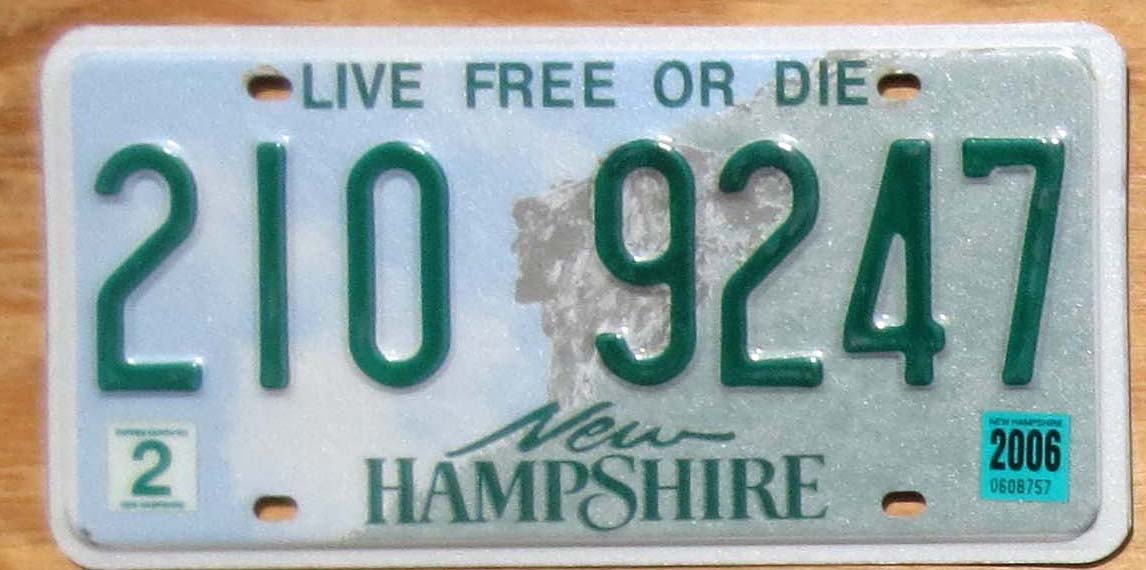 LIVE FREE OR DIE
210 9247
New
HAMPSHIRE
2
NEW HAMPSHIRE
2006
0608757